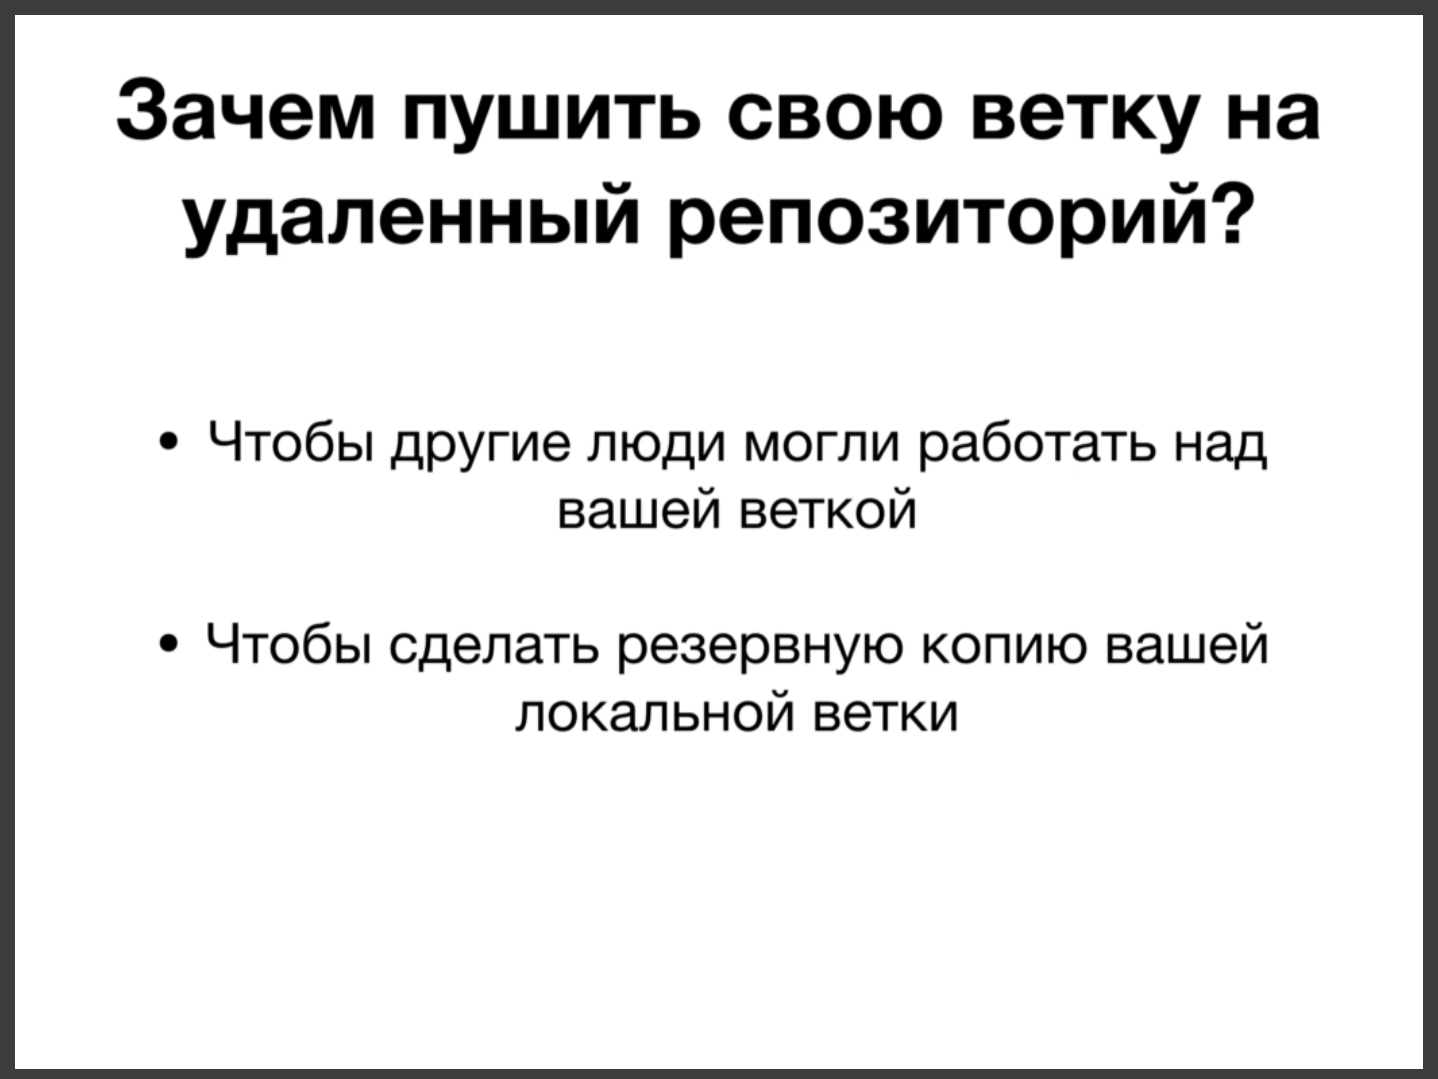 Зачем пушить свою ветку на
удаленный репозиторий?
• Чтобы другие люди могли работать над
вашей веткой
• Чтобы сделать резервную копию вашей
локальной ветки